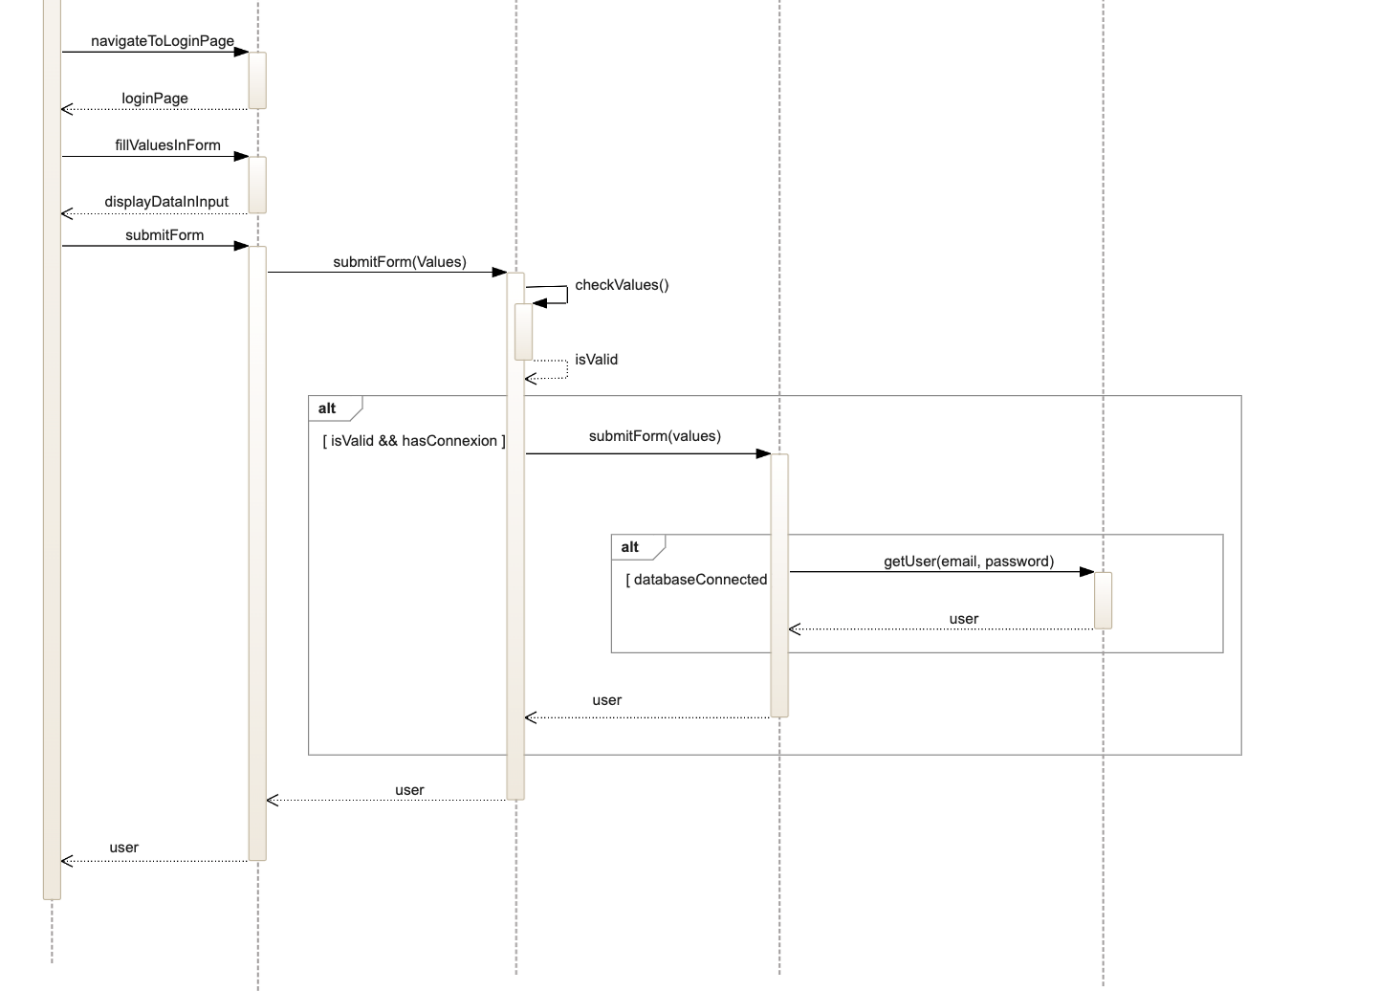 navigateToLoginPage
loginPage
fillValuesInForm
displayDataInInput
submitForm
submitForm(Values)
checkValues()
isValid
alt
[ isValid && hasConnexion ]
submitForm(values)
alt
getUser(email, password)
[ databaseConnected
user
user
user
user